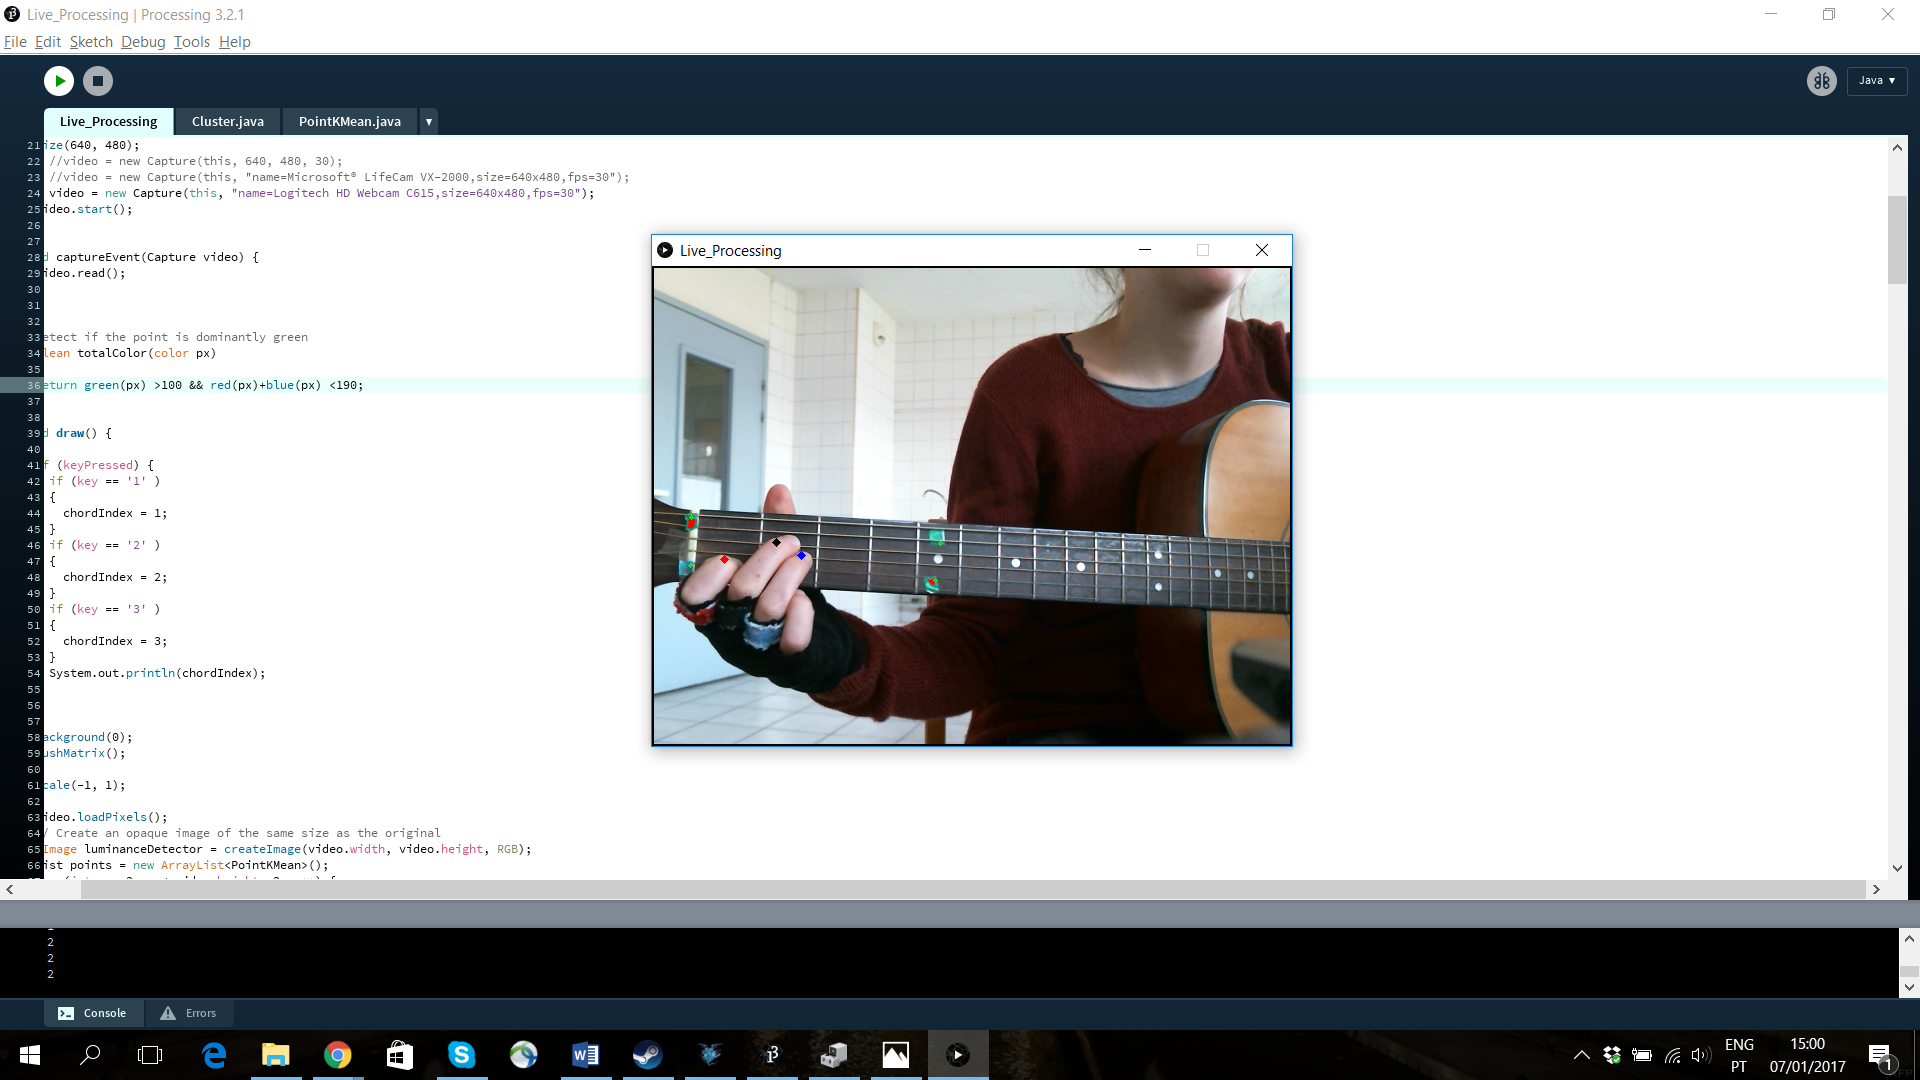 Live_Processing | Processing 3.2.1
File Edit Sketch Debug Tools Help
Java ▼
Live_Processing Cluster.java PointKMean.java ▼
21 ize(640, 480);
22 //video = new Capture(this, 640, 480, 30);
23 //video = new Capture(this, "name=Microsoft® LifeCam VX-2000,size=640x480,fps=30");
24 video = new Capture(this, "name=Logitech HD Webcam C615,size=640x480,fps=30");
25 ideo.start();
26
27
28 d captureEvent(Capture video) {
29 ideo.read();
30
31
32
33 etect if the point is dominantly green
34 lean totalColor(color px)
35
36 eturn green(px) >100 && red(px)+blue(px) <190;
37
38
39 d draw() {
40
41 f (keyPressed) {
42 if (key == '1' )
43 {
44 chordIndex = 1;
45 }
46 if (key == '2' )
47 {
48 chordIndex = 2;
49 }
50 if (key == '3' )
51 {
52 chordIndex = 3;
53 }
54 System.out.println(chordIndex);
55
56
57
58 ackground(0);
59 ushMatrix();
60
61 cale(-1, 1);
62
63 ideo.loadPixels();
64 / Create an opaque image of the same size as the original
65 Image luminanceDetector = createImage(video.width, video.height, RGB);
66 ist points = new ArrayList<PointKMean>();
Live_Processing
2
2
2
Console Errors
ENG
PT
15:00
07/01/2017
1